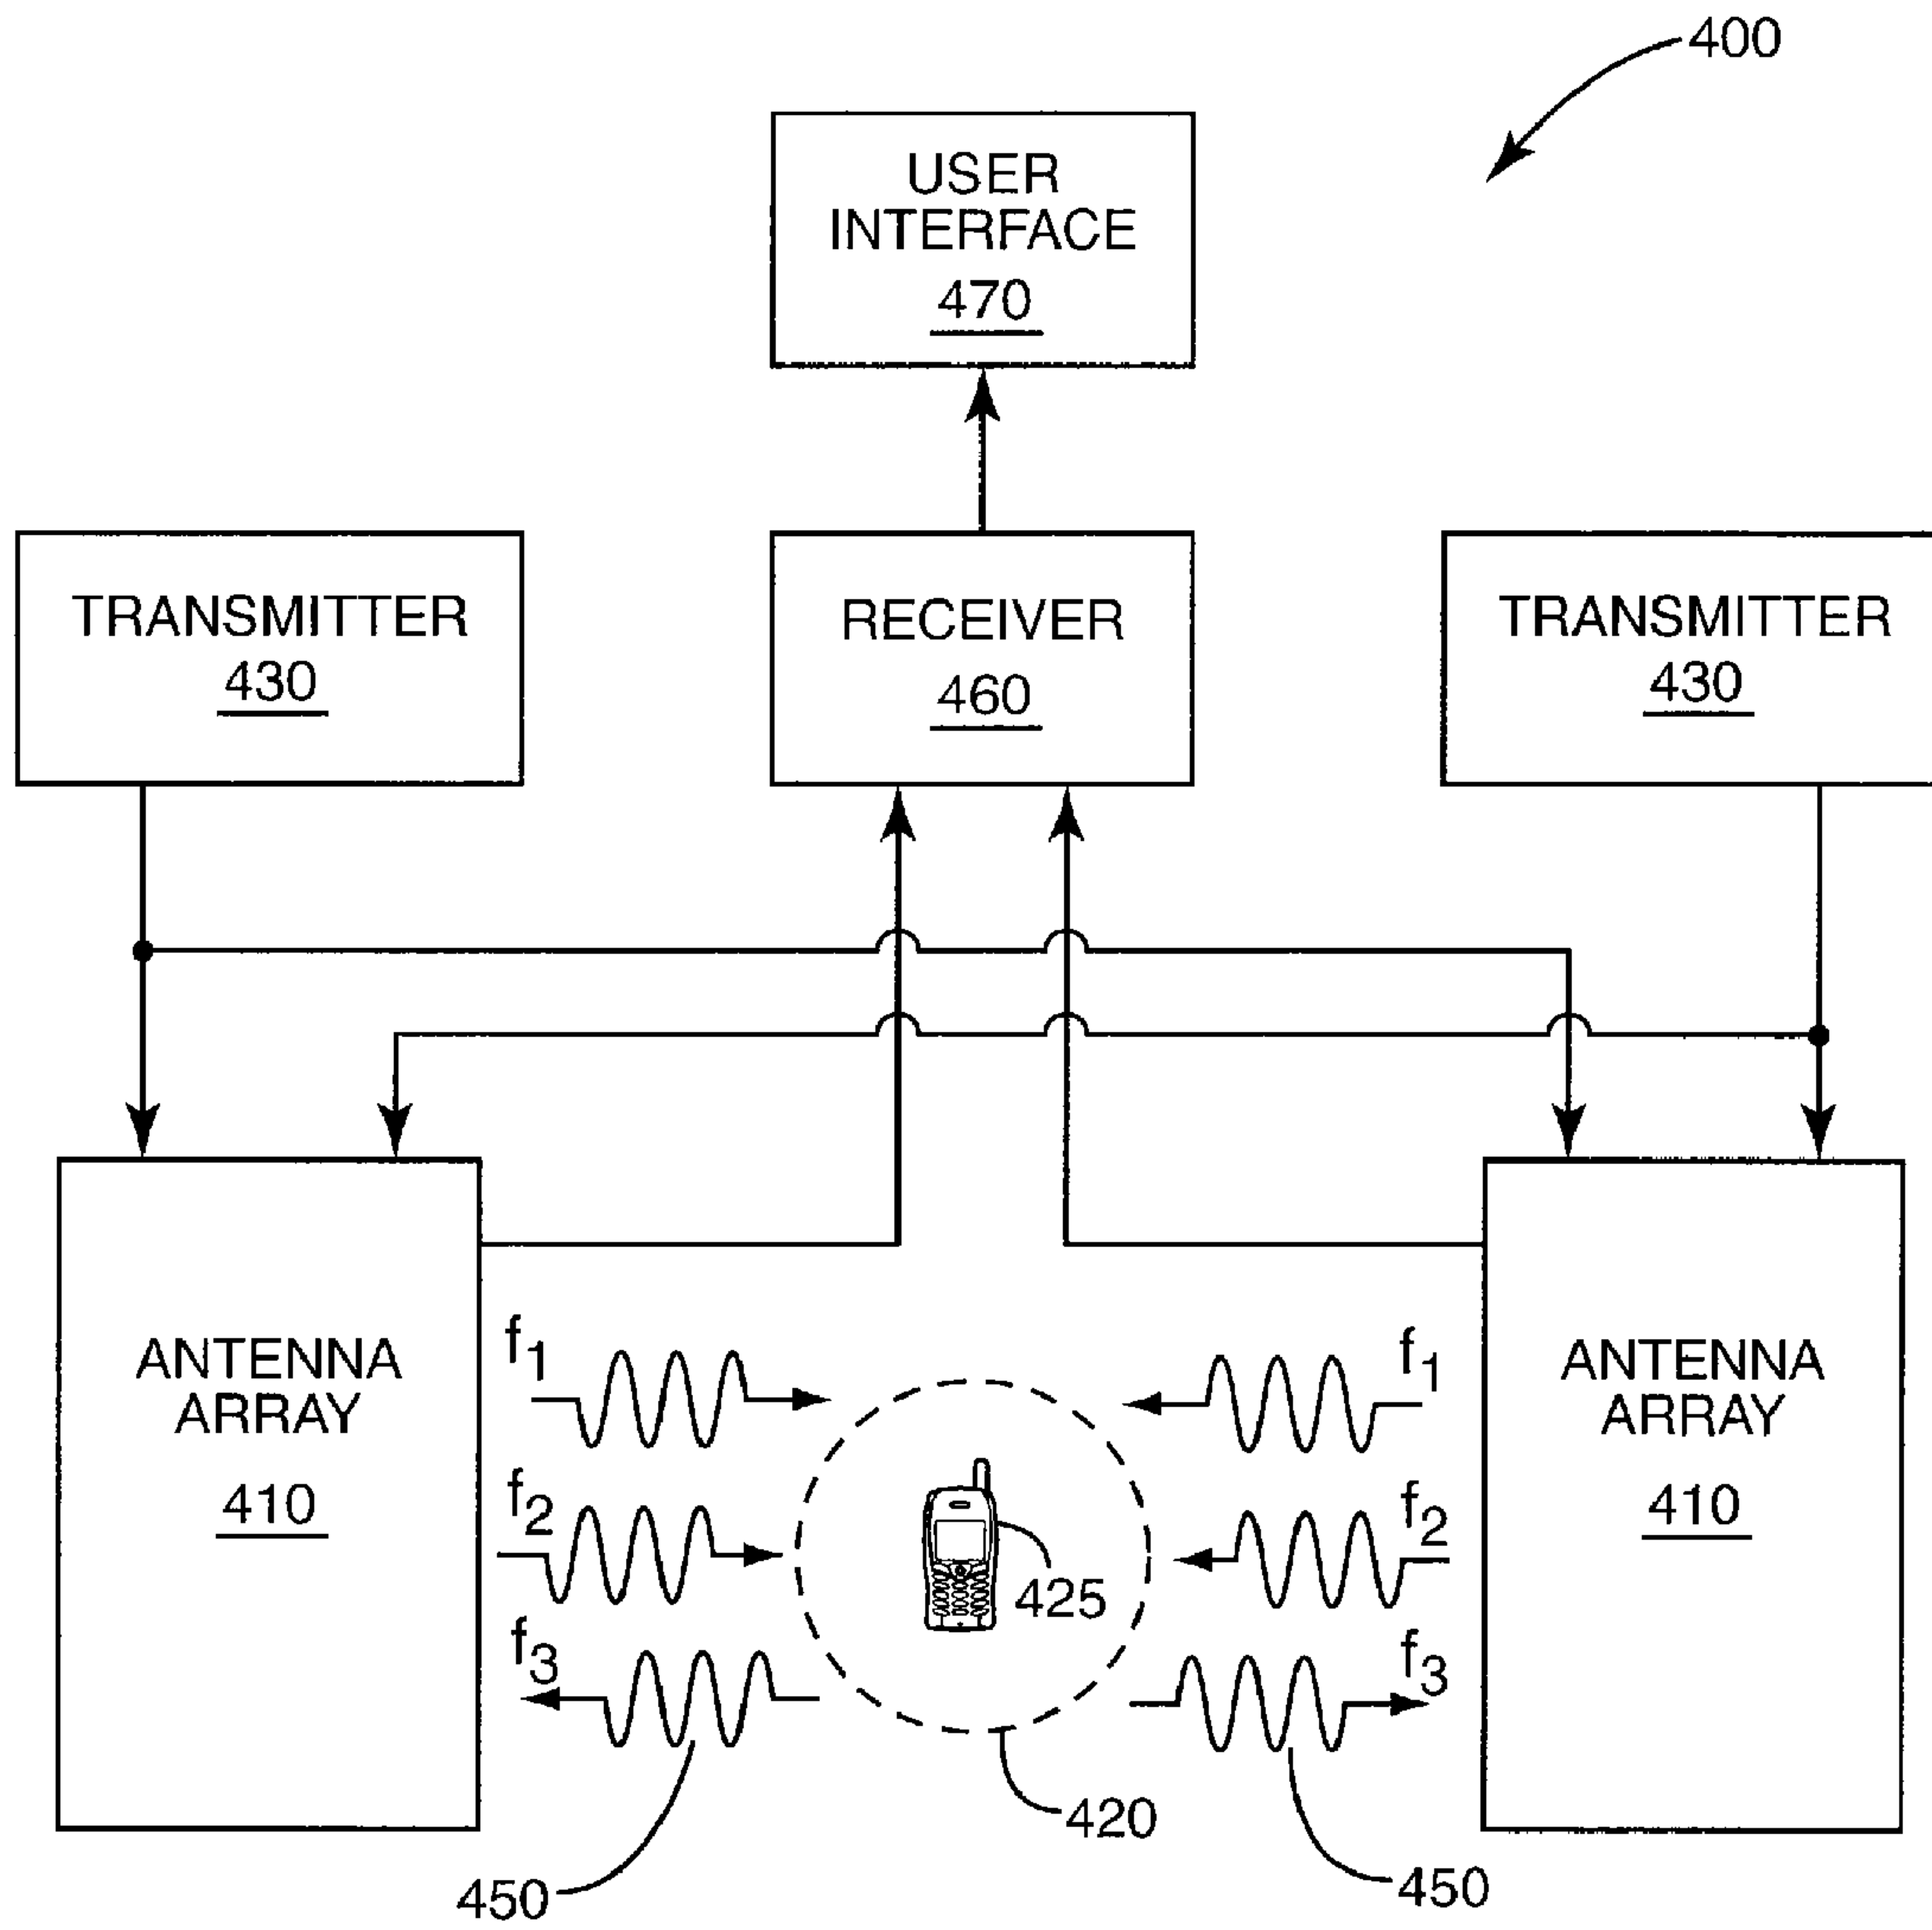 400
USER
INTERFACE
470
TRANSMITTER
430
RECEIVER
460
TRANSMITTER
430
ANTENNA
ARRAY
410
f1
f1
f2
f2
f3
f3
425
ANTENNA
ARRAY
410
420
450
450